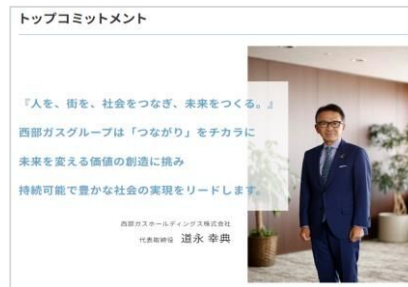 トップコミットメント
『人を、街を、社会をつなぎ、未来をつくる。』
西部ガスグループは「つながり」をチカラに
未来を変える価値の創造に挑み
持続可能で豊かな社会の実現をリードします。
西部ガスホールディングス株式会社
代表取締役 道永 幸典